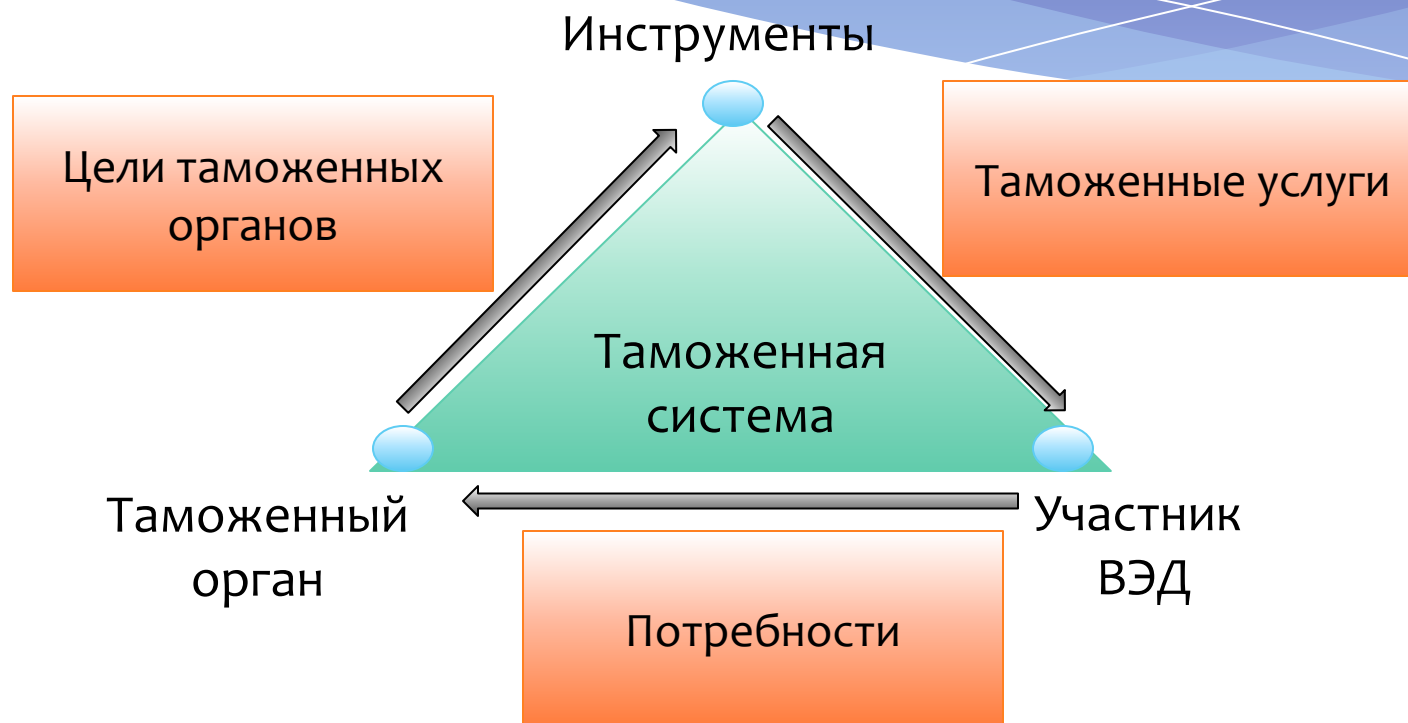 Инструменты
Цели таможенных
органов
Таможенные услуги
Таможенная
система
Таможенный
орган
Участник
ВЭД
Потребности